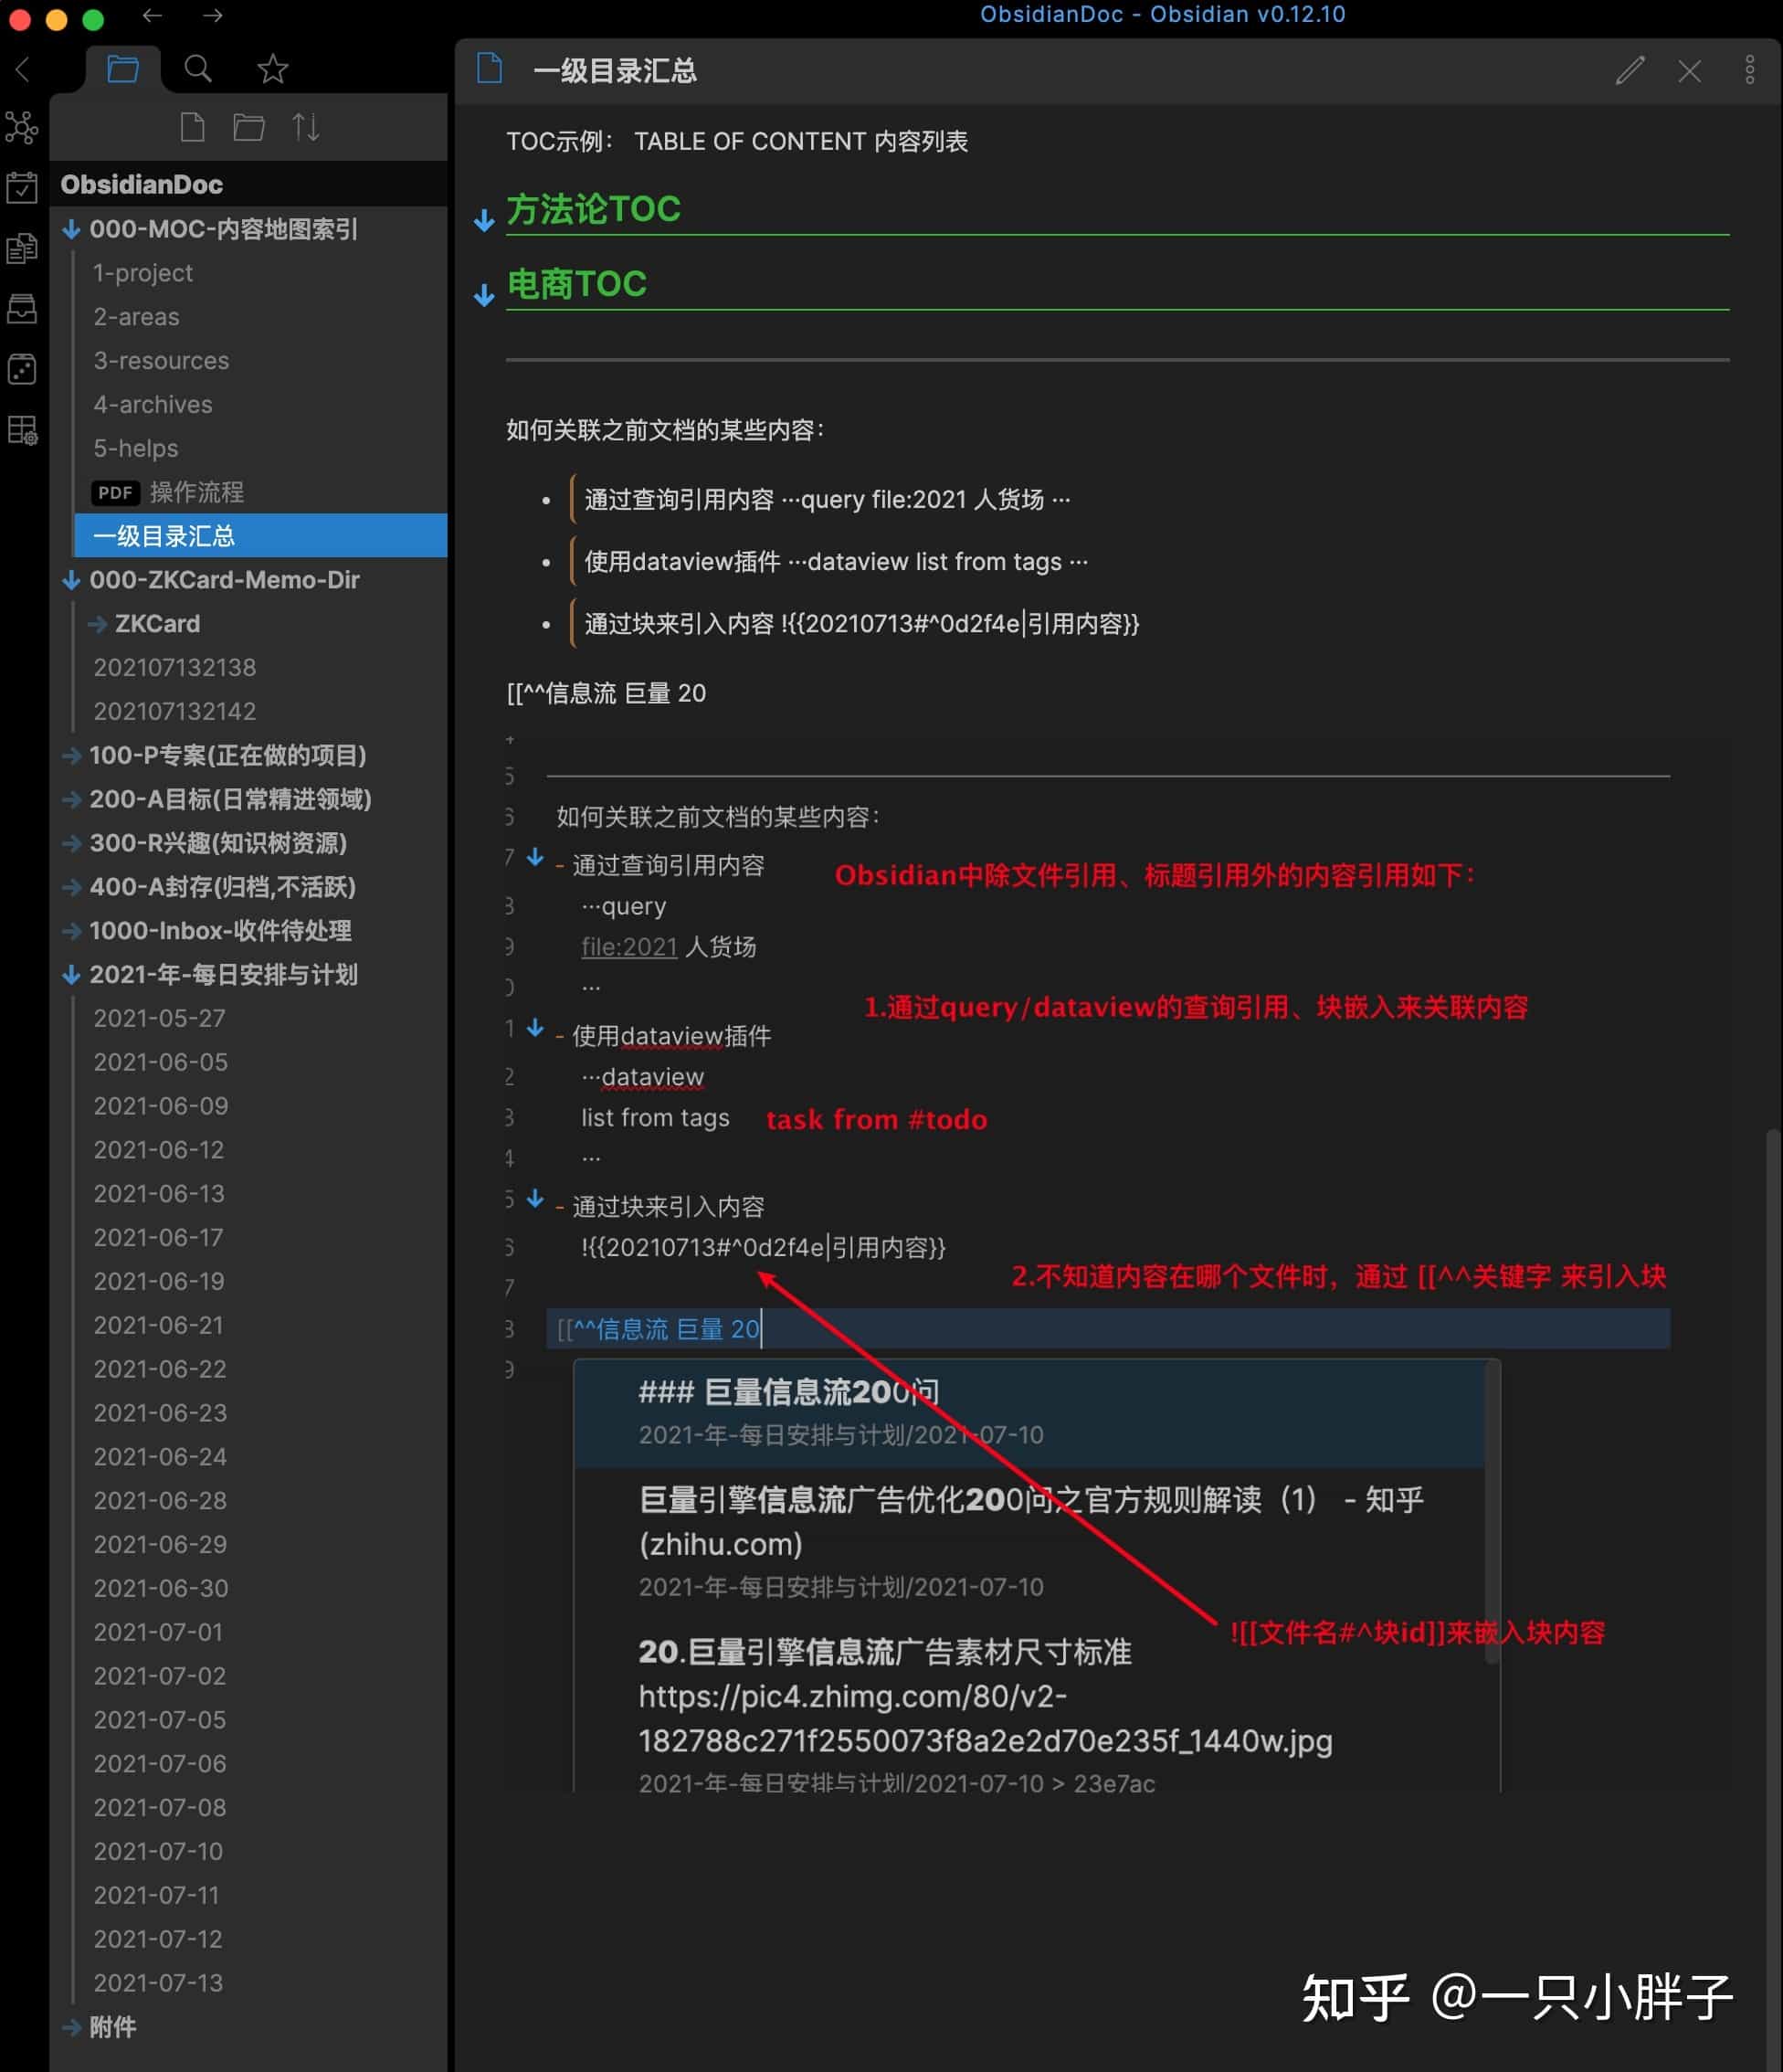 ObsidianDoc - Obsidian v0.12.10
一级目录汇总
ObsidianDoc
000-MOC-内容地图索引
1-project
2-areas
3-resources
4-archives
5-helps
PDF 操作流程
一级目录汇总
000-ZKCard-Memo-Dir
ZKCard
202107132138
202107132142
100-P专案(正在做的项目)
200-A目标(日常精进领域)
300-R兴趣(知识树资源)
400-A封存(归档,不活跃)
1000-Inbox-收件待处理
2021-年-每日安排与计划
2021-05-27
2021-06-05
2021-06-09
2021-06-12
2021-06-13
2021-06-17
2021-06-19
2021-06-21
2021-06-22
2021-06-23
2021-06-24
2021-06-28
2021-06-29
2021-06-30
2021-07-01
2021-07-02
2021-07-05
2021-07-06
2021-07-08
2021-07-10
2021-07-11
2021-07-12
2021-07-13
附件
TOC示例： TABLE OF CONTENT 内容列表
方法论TOC
电商TOC
如何关联之前文档的某些内容：
• 通过查询引用内容 ···query file:2021 人货场 ···
• 使用dataview插件 ···dataview list from tags ···
• 通过块来引入内容 !{{20210713#^0d2f4e|引用内容}}
[[^^信息流 巨量 20
5
6 如何关联之前文档的某些内容：
7 - 通过查询引用内容
Obsidian中除文件引用、标题引用外的内容引用如下：
8 ···query
9 file:2021 人货场
0 ···
1.通过query/dataview的查询引用、块嵌入来关联内容
1 - 使用dataview插件
2 ···dataview
3 list from tags task from #todo
4 ···
5 - 通过块来引入内容
6 !{{20210713#^0d2f4e|引用内容}}
2.不知道内容在哪个文件时，通过 [[^^关键字 来引入块
7
8 [[^^信息流 巨量 20
9
### 巨量信息流200问
2021-年-每日安排与计划/2021-07-10
巨量引擎信息流广告优化200问之官方规则解读（1） - 知乎
(zhihu.com)
2021-年-每日安排与计划/2021-07-10
![[文件名#^块id]]来嵌入块内容
20.巨量引擎信息流广告素材尺寸标准
https://pic4.zhimg.com/80/v2-
182788c271f2550073f8a2e2d70e235f_1440w.jpg
2021-年-每日安排与计划/2021-07-10 > 23e7ac
知乎 @一只小胖子